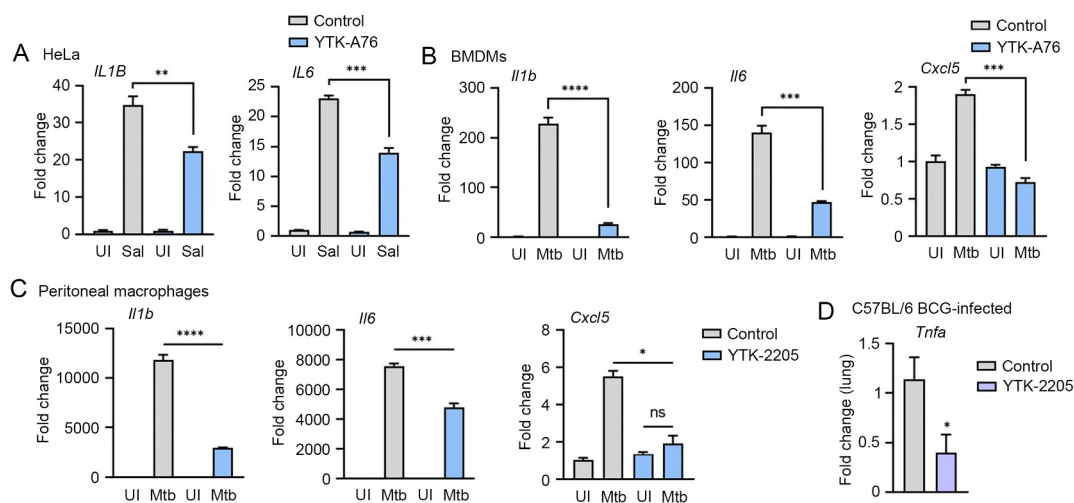 Control
YTK-A76
A HeLa
IL1B
**
Fold change
40
30
20
10
0
UI Sal UI Sal
IL6
***
Fold change
25
20
15
10
5
0
UI Sal UI Sal
Control
YTK-A76
B BMDMs
Il1b
****
Fold change
300
200
100
0
UI Mtb UI Mtb
Il6
***
Fold change
200
150
100
50
0
UI Mtb UI Mtb
Cxcl5
***
Fold change
2
1.5
1
0.5
0
UI Mtb UI Mtb
C Peritoneal macrophages
Il1b
****
Fold change
15000
10000
5000
0
UI Mtb UI Mtb
Il6
***
Fold change
10000
8000
6000
4000
2000
0
UI Mtb UI Mtb
Cxcl5
*
ns
Fold change
8
6
4
2
0
UI Mtb UI Mtb
Control
YTK-2205
D C57BL/6 BCG-infected
Tnfa
*
Fold change (lung)
1.5
1
0.5
0
Control
YTK-2205